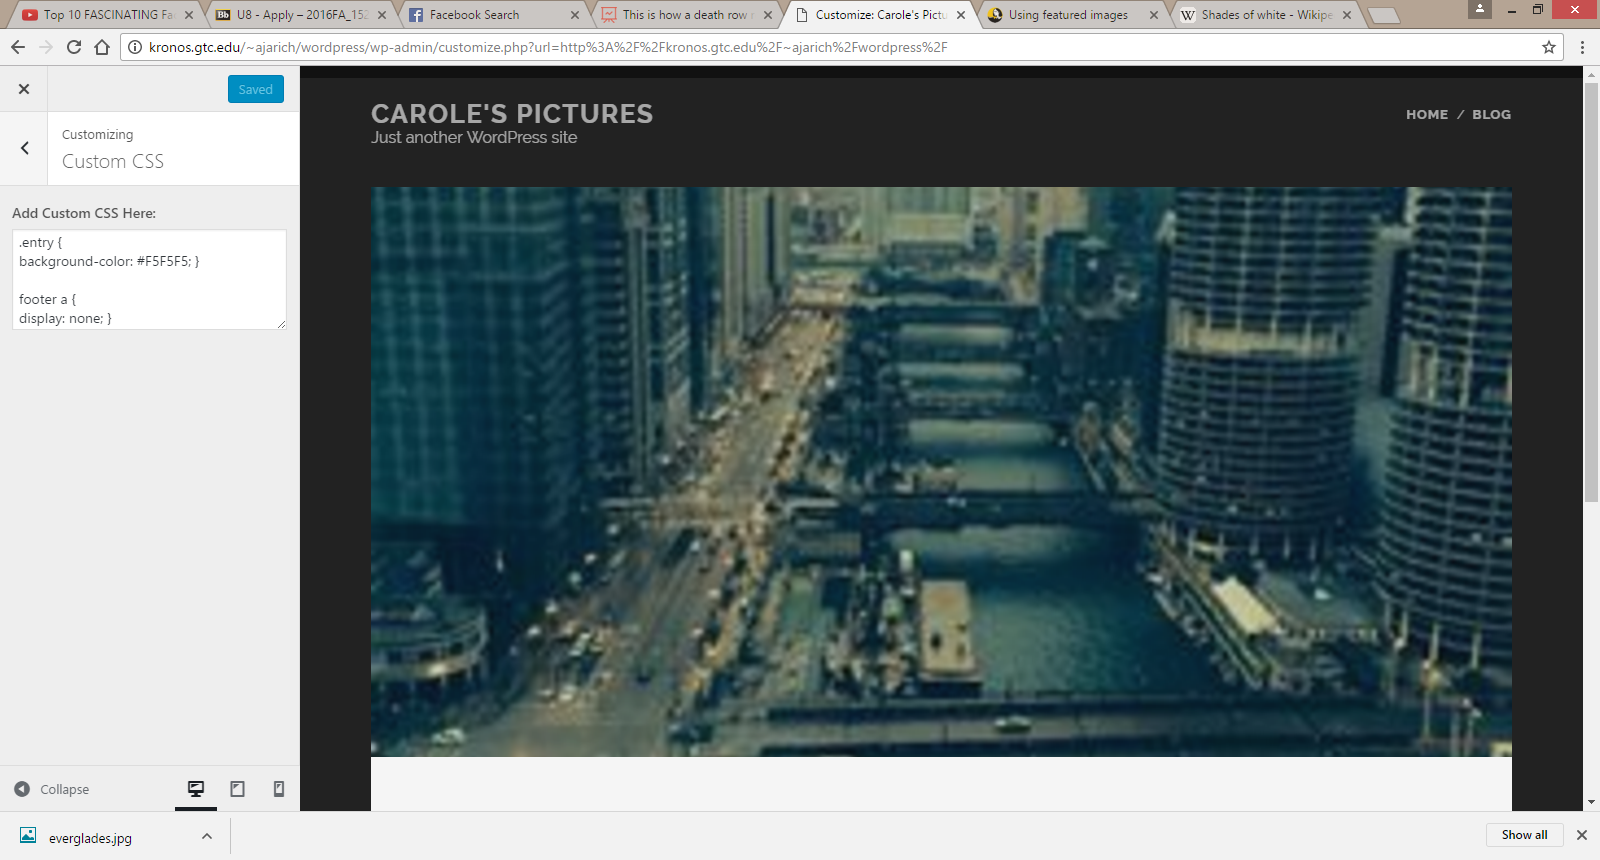 Top 10 FASCINATING Fa
U8 - Apply – 2016FA_152
Facebook Search
This is how a death row
Customize: Carole's Pictu
Using featured images
Shades of white - Wikipe
kronos.gtc.edu/~ajarich/wordpress/wp-admin/customize.php?url=http%3A%2F%2Fkronos.gtc.edu%2F~ajarich%2Fwordpress%2F
Saved
Customizing
Custom CSS
Add Custom CSS Here:
.entry {
background-color: #F5F5F5; }
footer a {
display: none; }
Collapse
CAROLE'S PICTURES
Just another WordPress site
HOME / BLOG
everglades.jpg
Show all